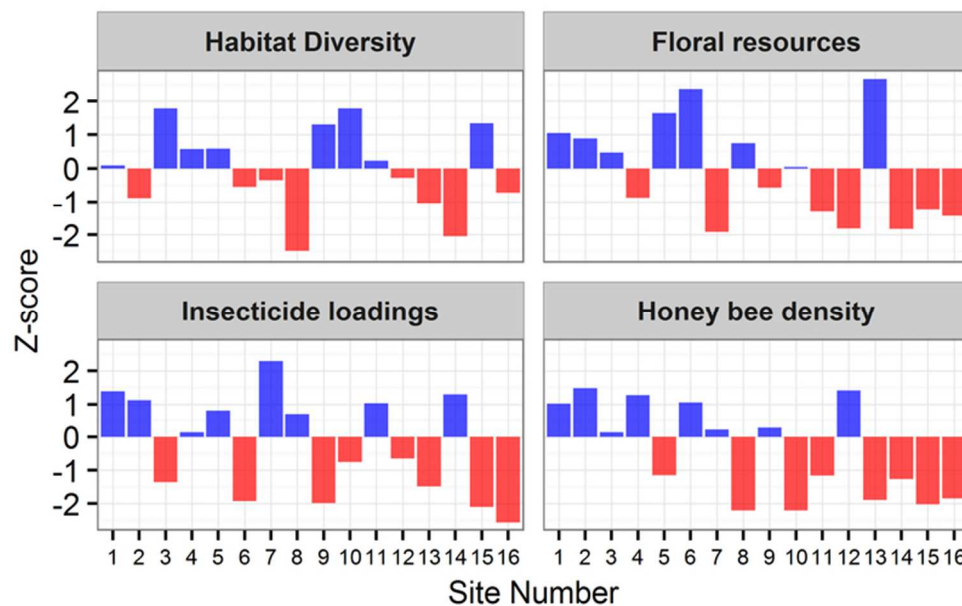 Habitat Diversity
Floral resources
2
1
0
-1
-2
Insecticide loadings
Honey bee density
2
1
0
-1
-2
Z-score
1 2 3 4 5 6 7 8 9 10 11 12 13 14 15 16
1 2 3 4 5 6 7 8 9 10 11 12 13 14 15 16
Site Number